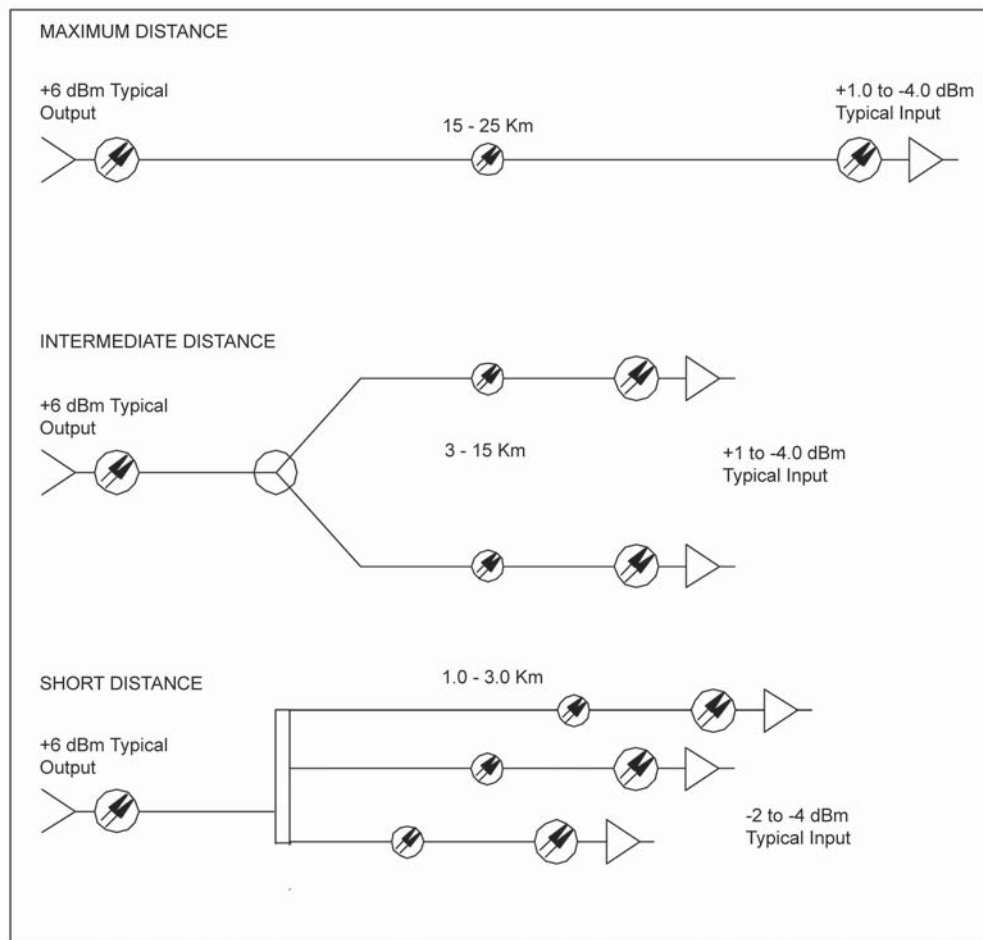 MAXIMUM DISTANCE
+6 dBm Typical
Output
15 - 25 Km
+1.0 to -4.0 dBm
Typical Input
INTERMEDIATE DISTANCE
+6 dBm Typical
Output
3 - 15 Km
+1 to -4.0 dBm
Typical Input
SHORT DISTANCE
1.0 - 3.0 Km
+6 dBm Typical
Output
-2 to -4 dBm
Typical Input